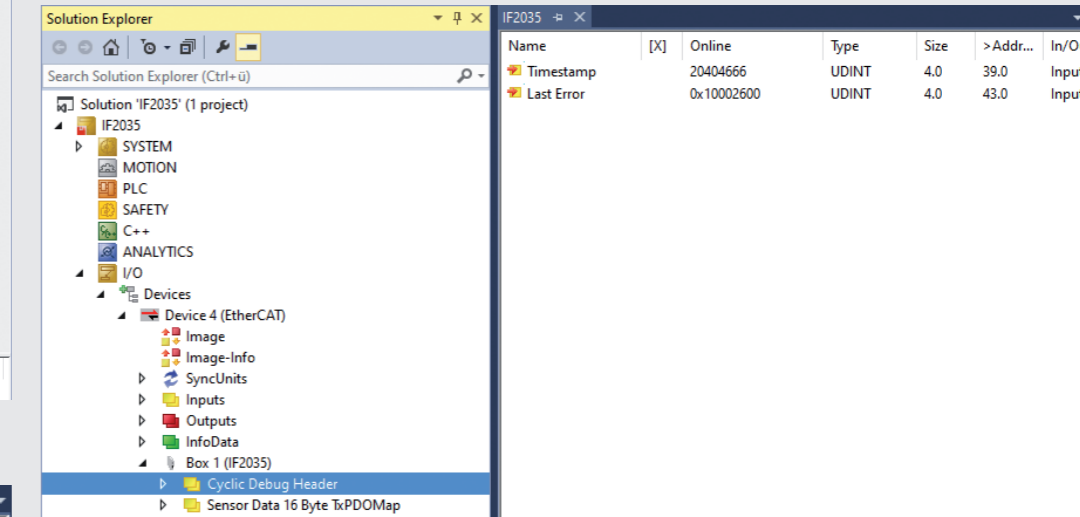 Solution Explorer
Search Solution Explorer (Ctrl+ü)
Solution 'IF2035' (1 project)
IF2035
SYSTEM
MOTION
PLC
SAFETY
C++
ANALYTICS
I/O
Devices
Device 4 (EtherCAT)
Image
Image-Info
SyncUnits
Inputs
Outputs
InfoData
Box 1 (IF2035)
Cyclic Debug Header
Sensor Data 16 Byte TxPDOMap
IF2035
Name [X] Online Type Size >Addr... In/O
Timestamp 20404666 UDINT 4.0 39.0 Input
Last Error 0x10002600 UDINT 4.0 43.0 Input